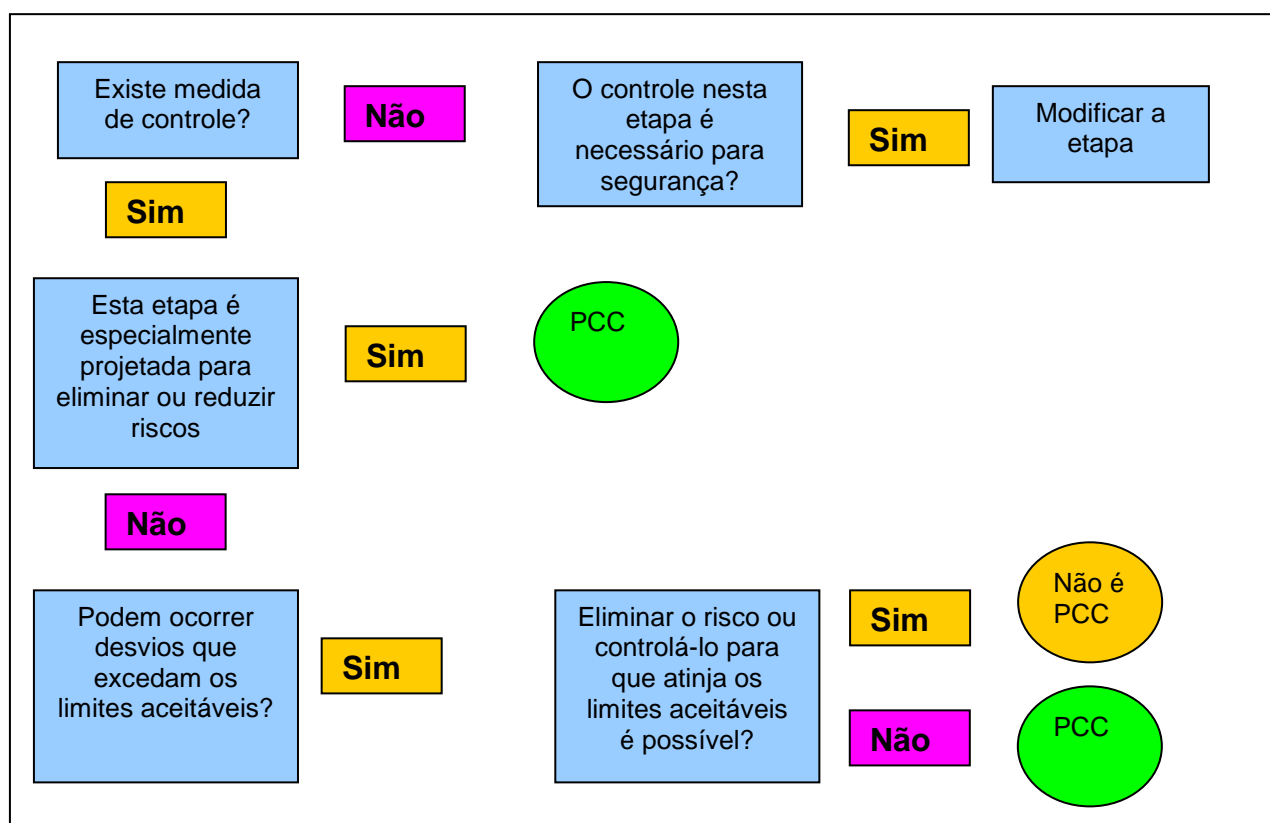 Existe medida
de controle?
Não
O controle nesta
etapa é
necessário para
segurança?
Sim
Modificar a
etapa
Sim
Esta etapa é
especialmente
projetada para
eliminar ou reduzir
riscos
Sim
PCC
Não
Podem ocorrer
desvios que
excedam os
limites aceitáveis?
Sim
Eliminar o risco ou
controlá-lo para
que atinja os
limites aceitáveis
é possível?
Sim
Não é
PCC
Não
PCC